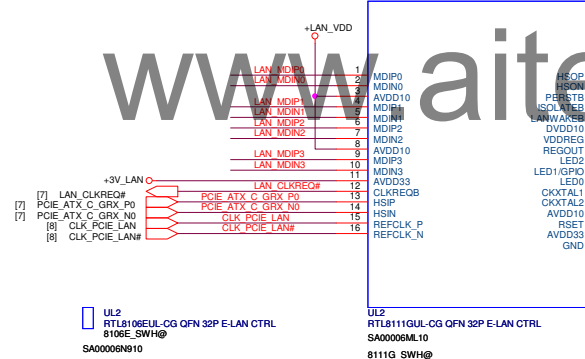 www.aite
+LAN_VDD
LAN_MDIP0 1 MDIP0 HSOP
LAN_MDIN0 2 MDIN0 HSON
3 AVDD10 PERSTB
LAN_MDIP1 4 MDIP1 ISOLATEB
LAN_MDIN1 5 MDIN1 LANWAKEB
LAN_MDIP2 6 MDIP2 DVDD10
LAN_MDIN2 7 MDIN2 VDDREG
8 AVDD10 REGOUT
LAN_MDIP3 9 MDIP3 LED2
LAN_MDIN3 10 MDIN3 LED1/GPIO
+3V_LAN 11 AVDD33 LED0
[7] LAN_CLKREQ# LAN_CLKREQ# 12 CLKREQB CKXTAL1
[7] PCIE_ATX_C_GRX_P0 PCIE_ATX_C_GRX_P0 13 HSIP CKXTAL2
[7] PCIE_ATX_C_GRX_N0 PCIE_ATX_C_GRX_N0 14 HSIN AVDD10
[8] CLK_PCIE_LAN CLK_PCIE_LAN 15 REFCLK_P RSET
[8] CLK_PCIE_LAN# CLK_PCIE_LAN# 16 REFCLK_N AVDD33
GND
UL2
RTL8106EUL-CG QFN 32P E-LAN CTRL
8106E_SWH@
SA00006N910
UL2
RTL8111GUL-CG QFN 32P E-LAN CTRL
SA00006ML10
8111G_SWH@